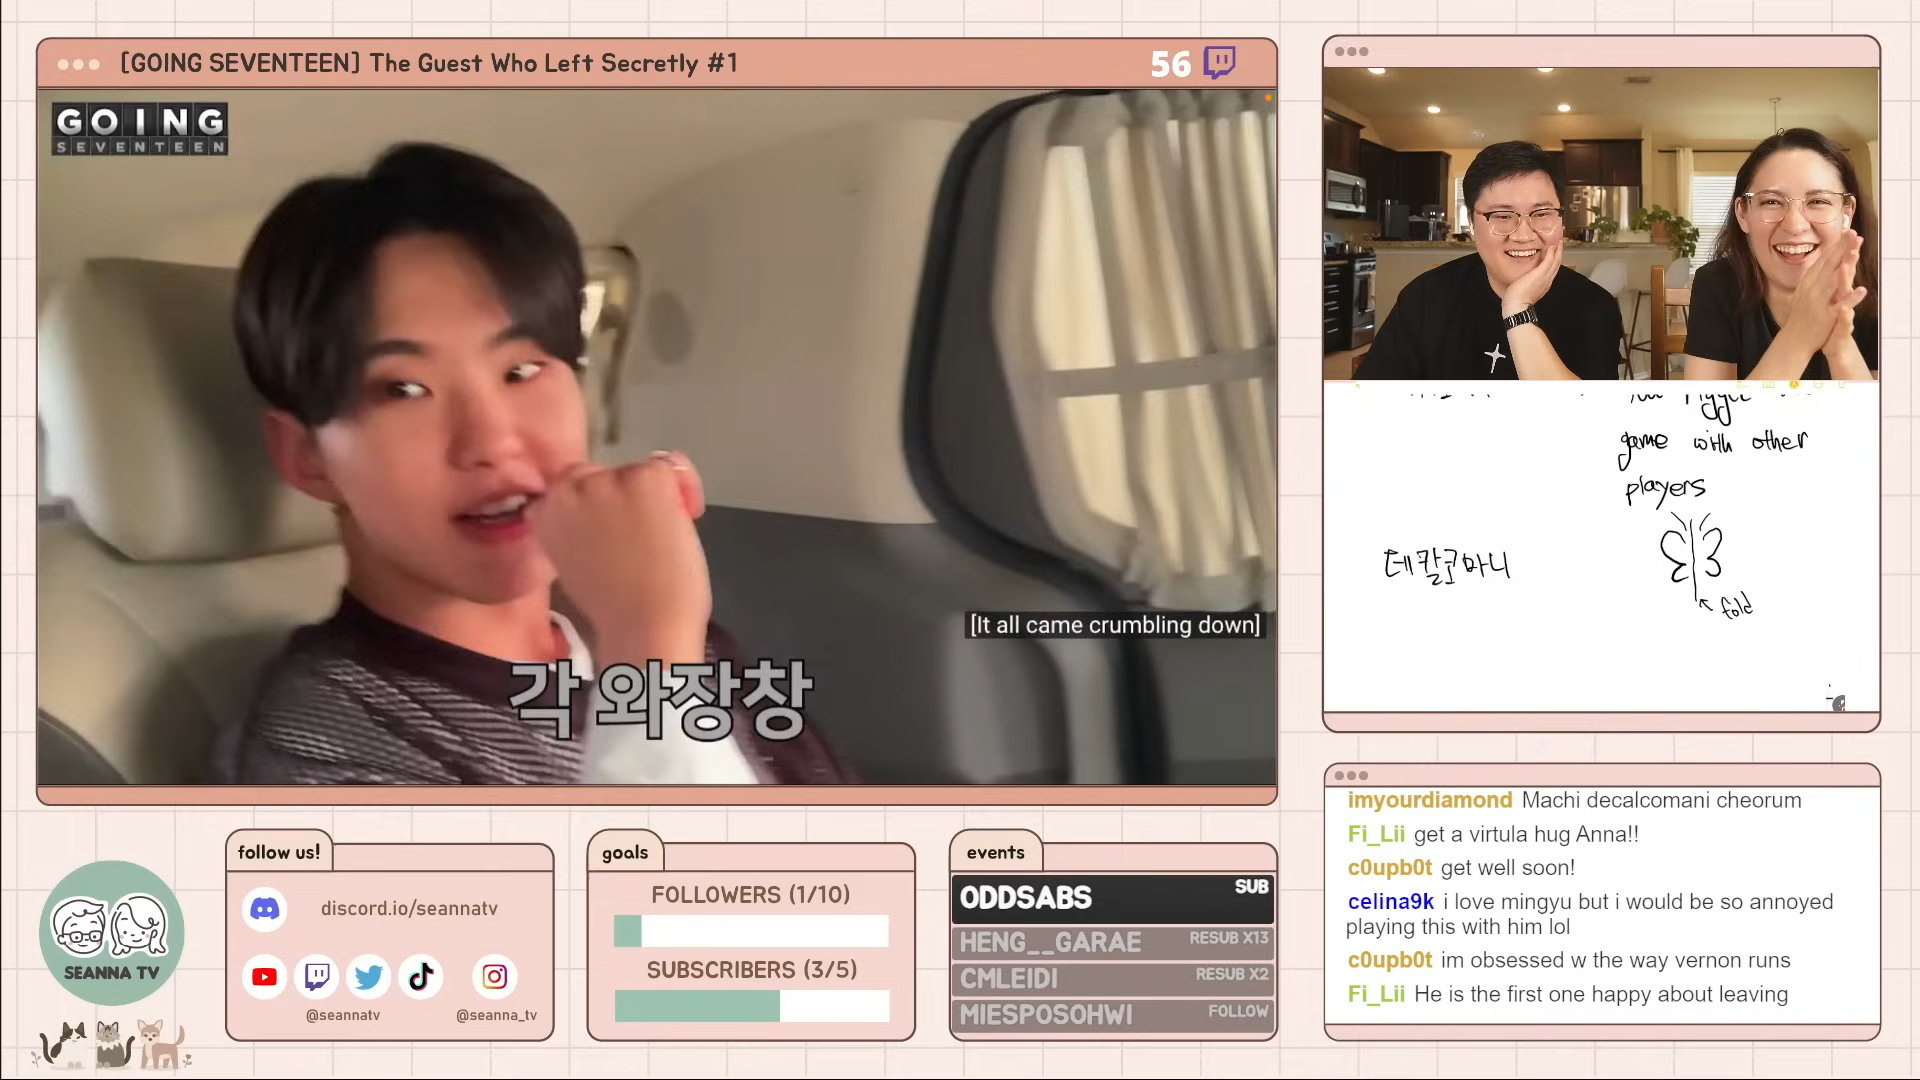 [GOING SEVENTEEN] The Guest Who Left Secretly #1
56
GOING
SEVENTEEN
[It all came crumbling down]
각 와장창
game with other
players
데칼코마니
fold
imyourdiamond Machi decalcomani cheorum
Fi_Lii get a virtula hug Anna!!
c0upb0t get well soon!
celina9k i love mingyu but i would be so annoyed
playing this with him lol
c0upb0t im obsessed w the way vernon runs
Fi_Lii He is the first one happy about leaving
SEANNA TV
follow us!
discord.io/seannatv
@seannatv
@seanna_tv
goals
FOLLOWERS (1/10)
SUBSCRIBERS (3/5)
events
ODDSABS SUB
HENG__GARAE RESUB X13
CMLEIDI RESUB X2
MIESPOSOHWI FOLLOW